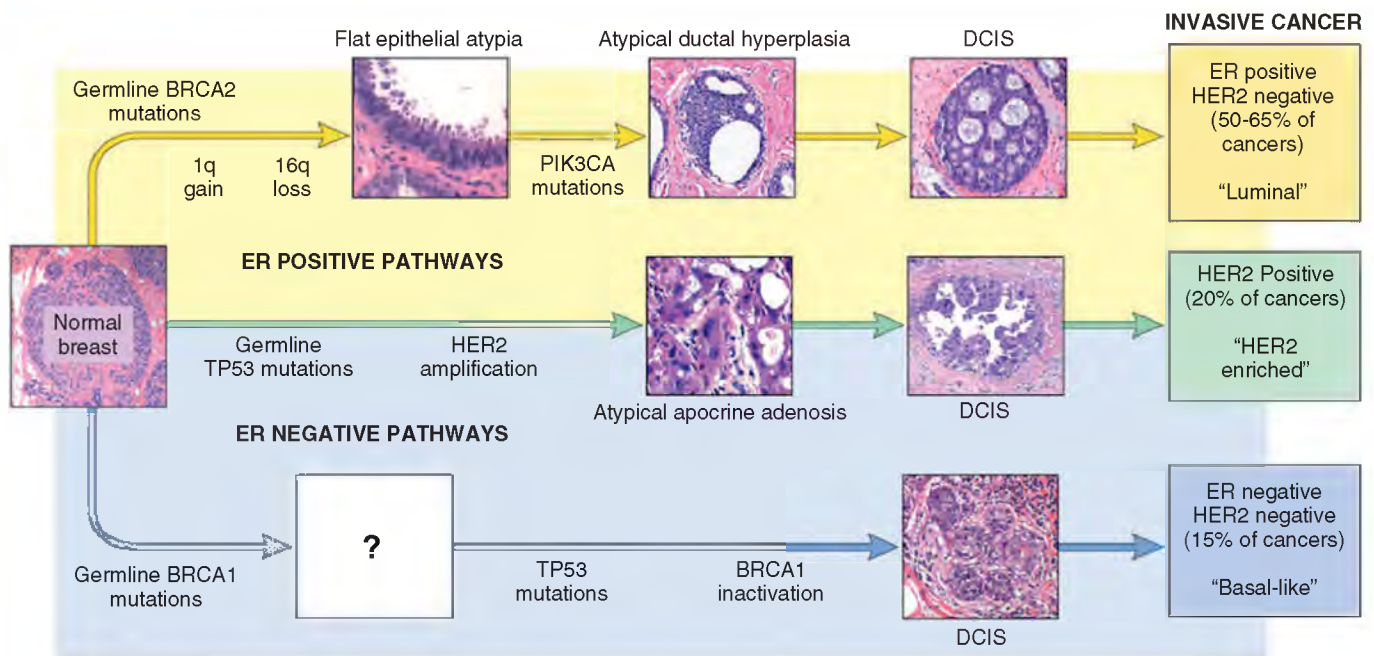 INVASIVE CANCER
Flat epithelial atypia
Atypical ductal hyperplasia
DCIS
Germline BRCA2
mutations
1q
gain
16q
loss
PIK3CA
mutations
ER positive
HER2 negative
(50-65% of
cancers)
“Luminal”
ER POSITIVE PATHWAYS
Normal
breast
Germline
TP53 mutations
HER2
amplification
Atypical apocrine adenosis
DCIS
HER2 Positive
(20% of cancers)
“HER2
enriched”
ER NEGATIVE PATHWAYS
Germline BRCA1
mutations
?
TP53
mutations
BRCA1
inactivation
DCIS
ER negative
HER2 negative
(15% of cancers)
“Basal-like”